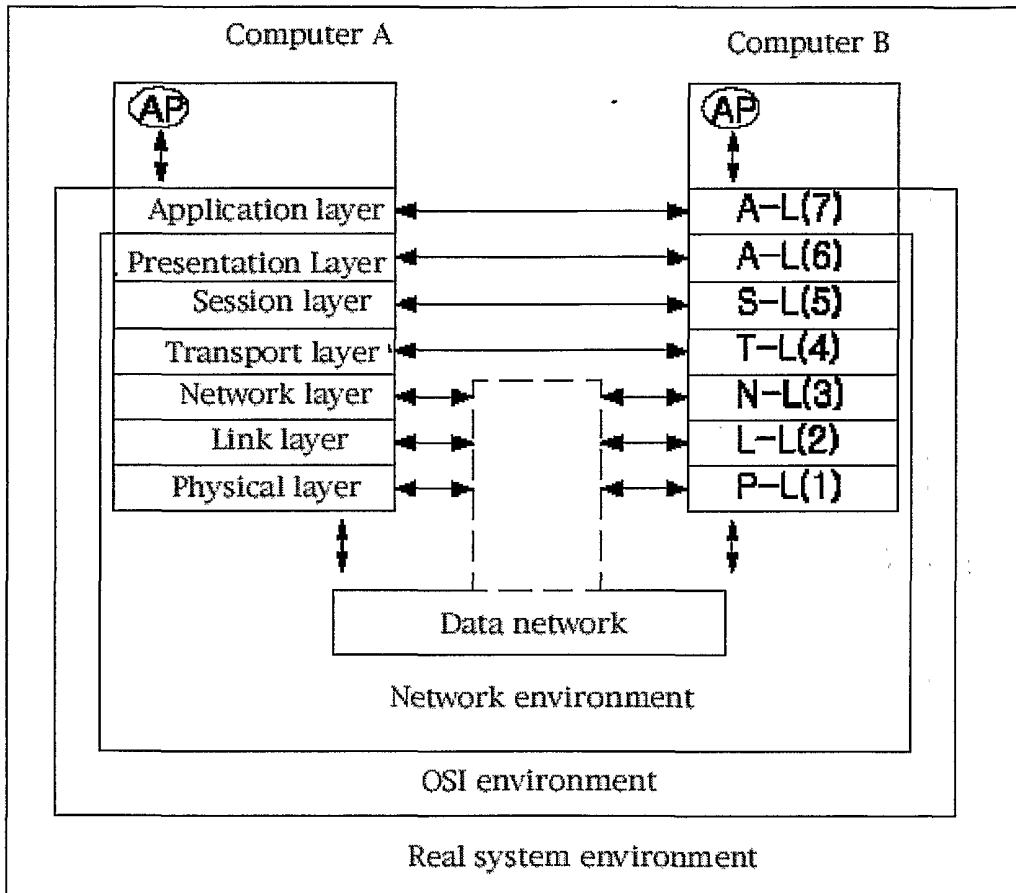 Computer A
Computer B
AP
AP
Application layer
A-L(7)
Presentation Layer
A-L(6)
Session layer
S-L(5)
Transport layer
T-L(4)
Network layer
N-L(3)
Link layer
L-L(2)
Physical layer
P-L(1)
Data network
Network environment
OSI environment
Real system environment